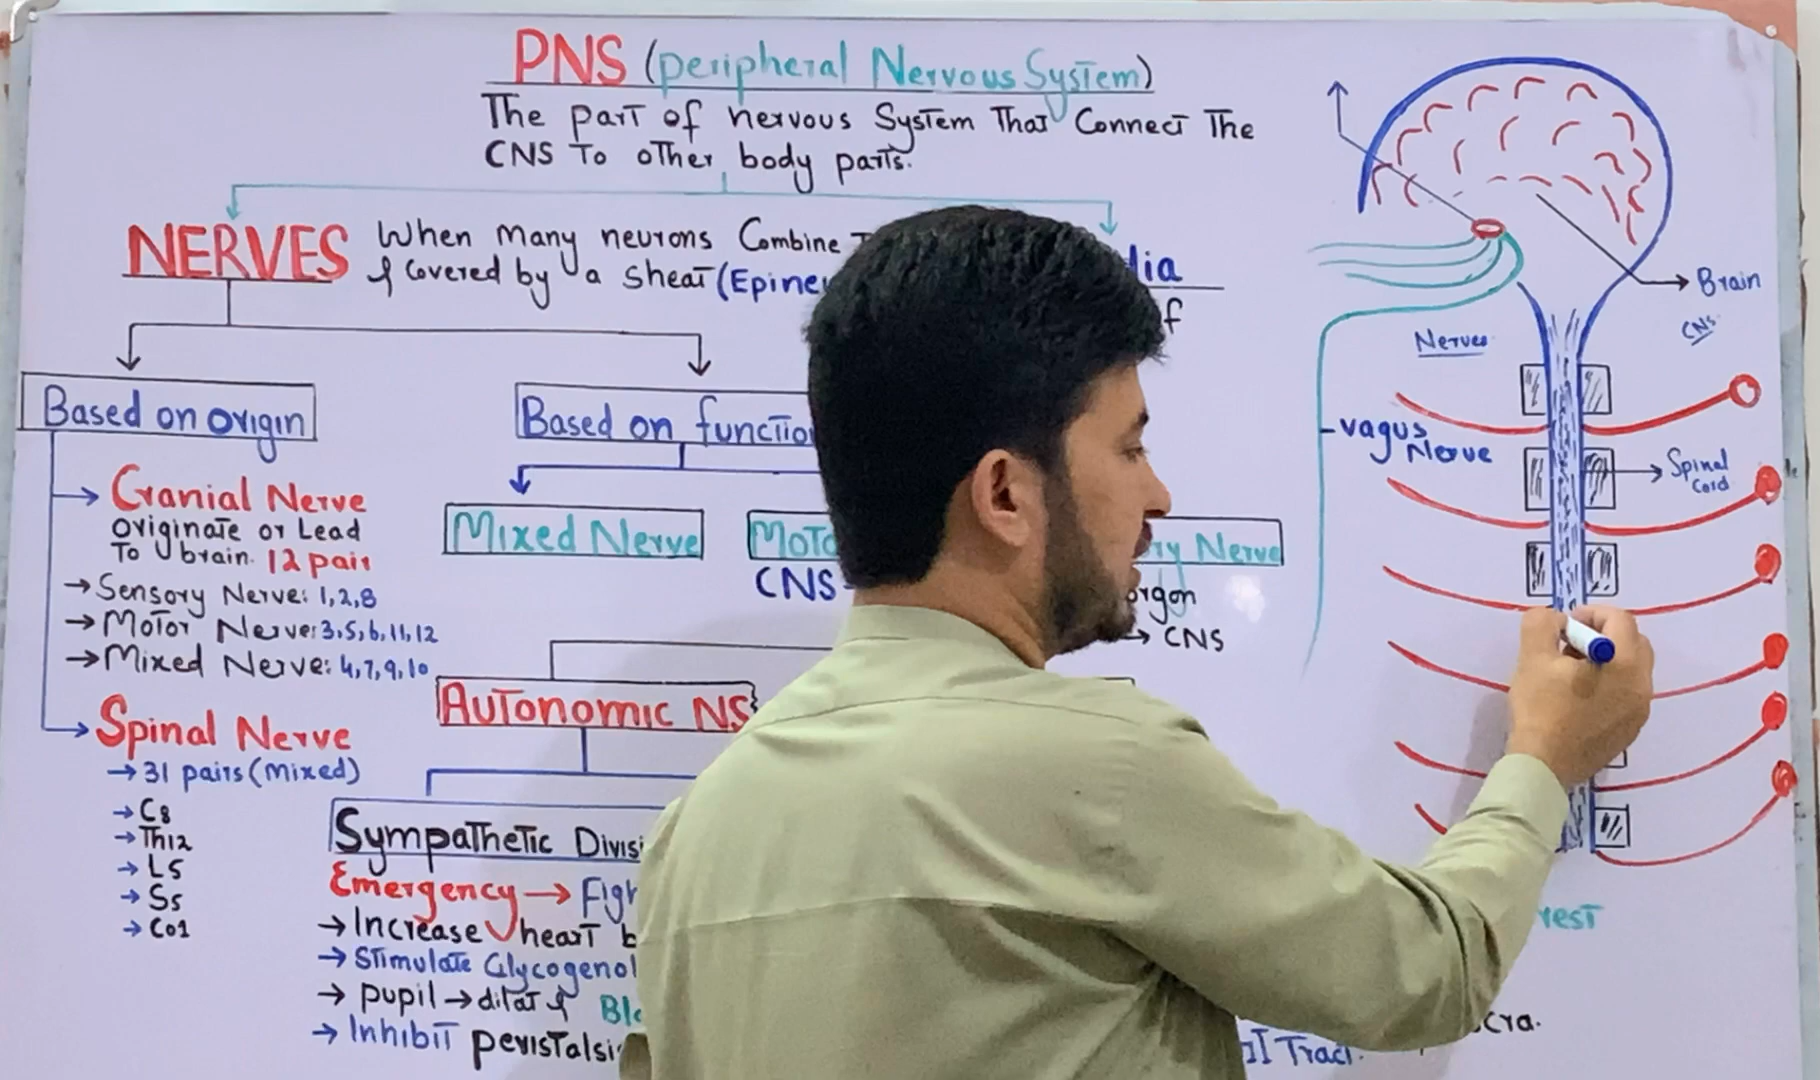 PNS (peripheral Nervous System)
The part of nervous System That Connect The
CNS To other body parts.
NERVES
When many neurons Combine
& Covered by a sheat (Epine
dia
f
Based on origin
Based on functio
Cranial Nerve
originate or Lead
To brain. 12 pair
→ Sensory Nerve: 1,2,8
→ Motor Nerve: 3,5,6,11,12
→ Mixed Nerve: 4,7,9,10
Spinal Nerve
→ 31 pairs (Mixed)
→ C8
→ Th12
→ L5
→ S5
→ Co1
Mixed Nerve
Moto
CNS
ry Nerve
orgon
→ CNS
Autonomic NS
Sympathetic Divisi
Emergency → Figh
→ Increase heart b
→ Stimulate Glycogenol
→ pupil → dilat & Blo
→ Inhibit peristalsi
Brain
CNS
Nerves
vagus
Nerve
Spinal
Cord
rest
cra.
I Tract.